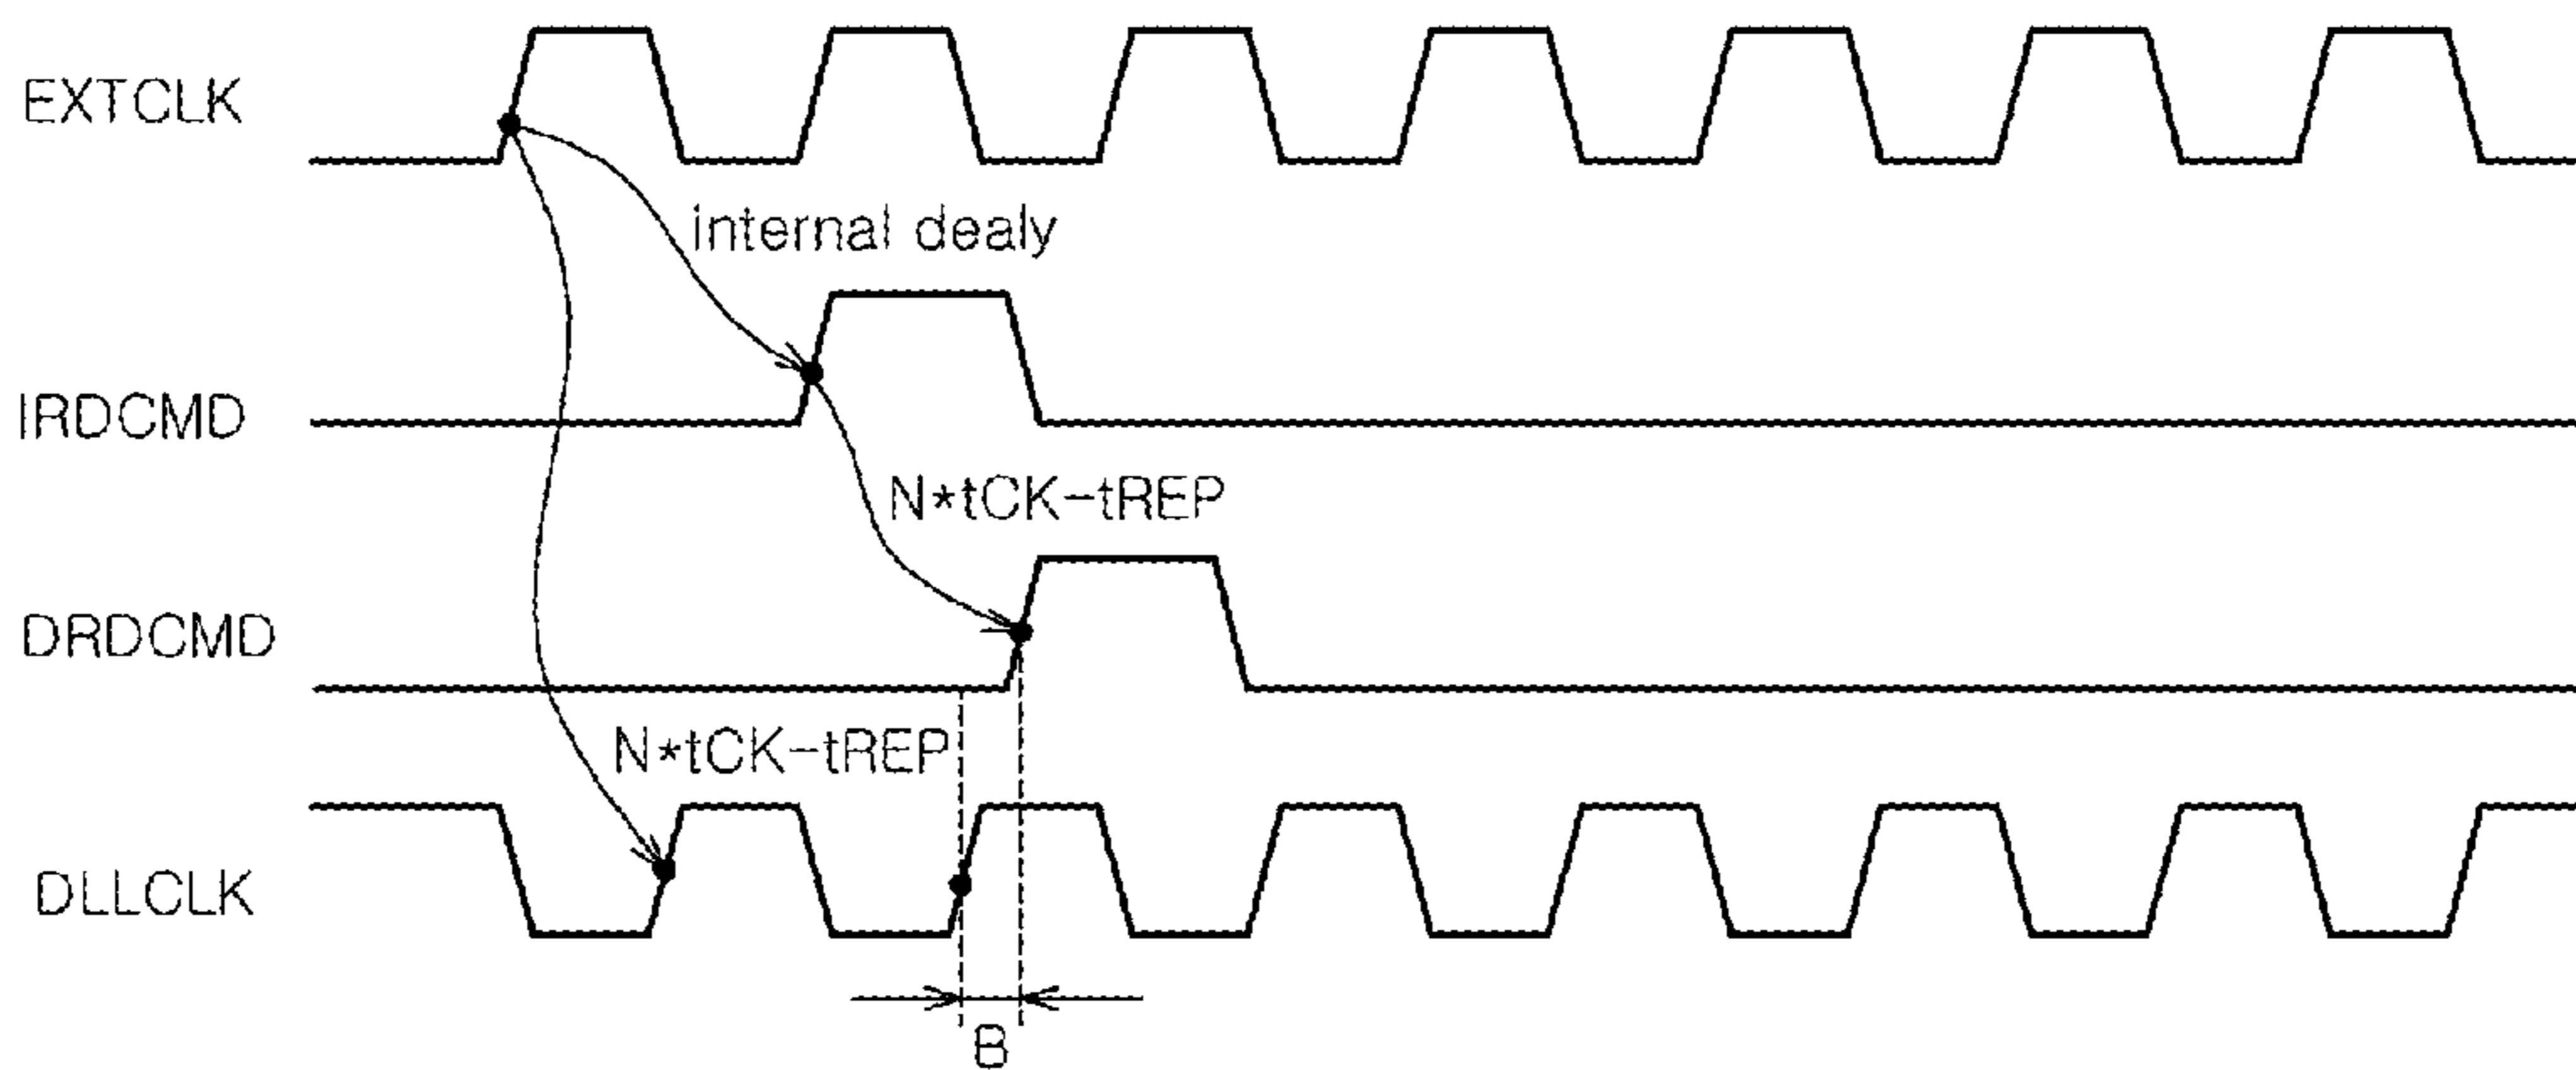 EXTCLK
internal dealy
IRDCMD
N*tCK-tREP
DRDCMD
N*tCK-tREP
DLLCLK
B